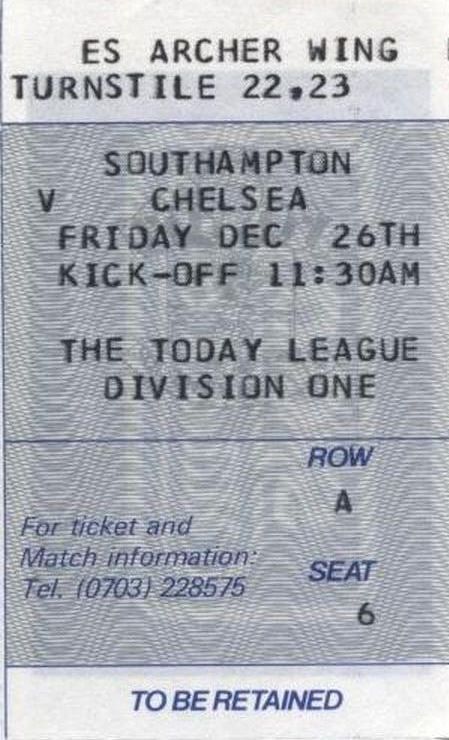 ES ARCHER WING
TURNSTILE 22,23
SOUTHAMPTON
V CHELSEA
FRIDAY DEC 26TH
KICK-OFF 11:30AM
THE TODAY LEAGUE
DIVISION ONE
ROW
A
For ticket and
Match information:
Tel. (0703) 228575
SEAT
6
TO BE RETAINED